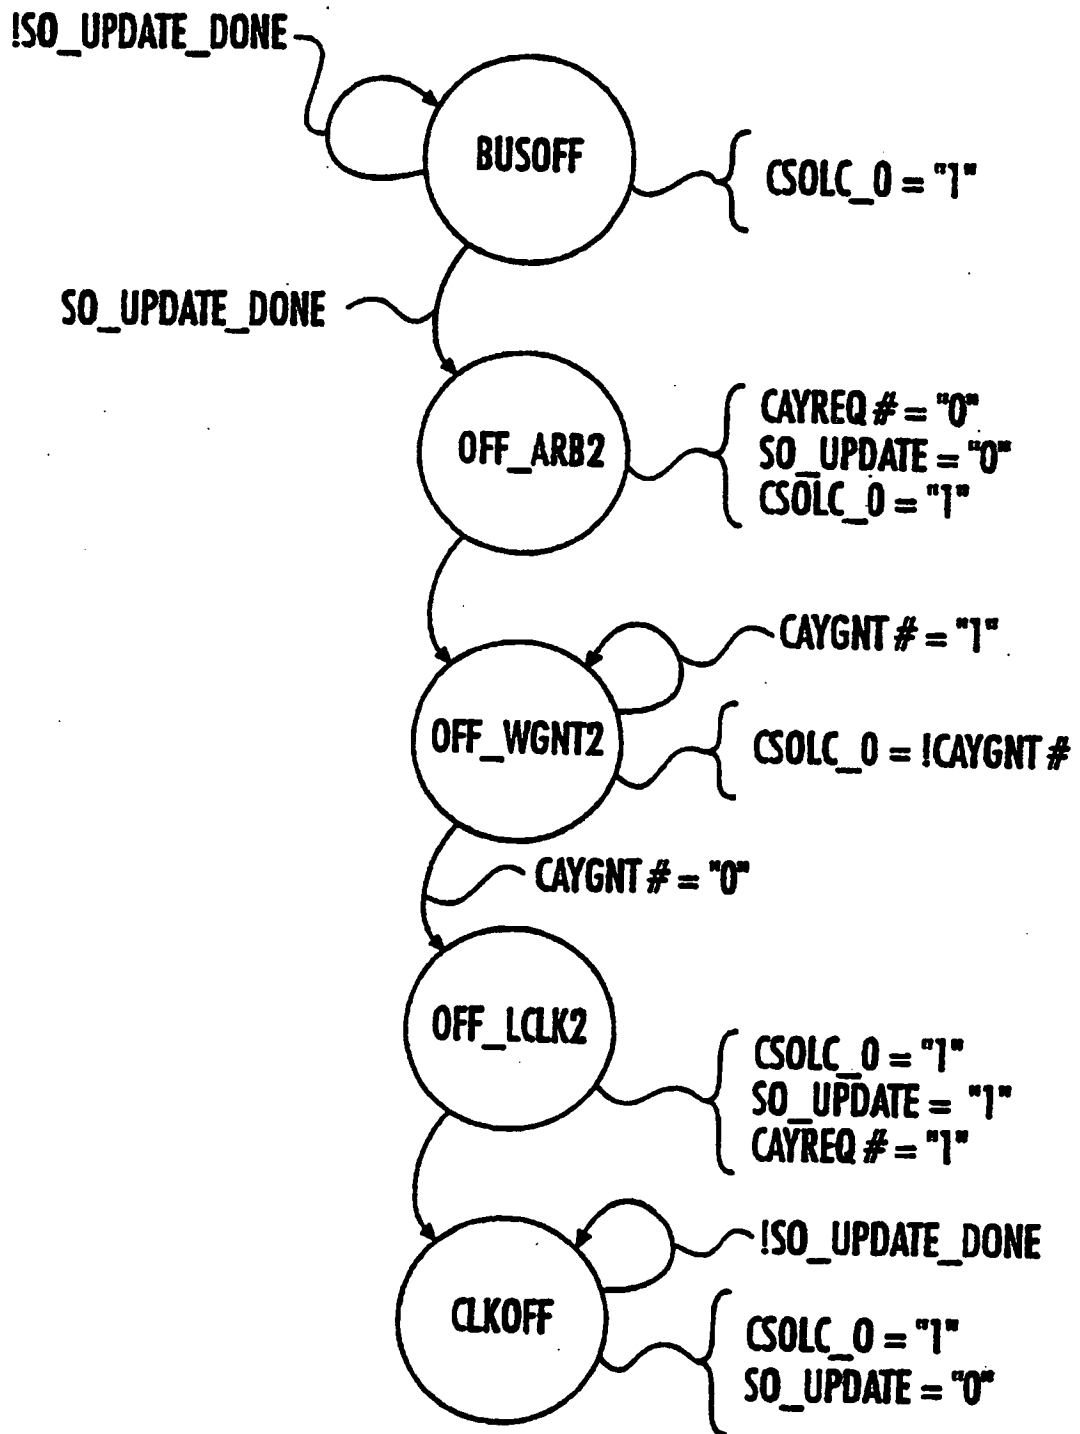 !SO_UPDATE_DONE
BUSOFF
CSOLC_0 = "1"
SO_UPDATE_DONE
OFF_ARB2
CAYREQ # = "0"
SO_UPDATE = "0"
CSOLC_0 = "1"
CAYGNT # = "1"
OFF_WGNT2
CSOLC_0 = !CAYGNT #
CAYGNT # = "0"
OFF_LCLK2
CSOLC_0 = "1"
SO_UPDATE = "1"
CAYREQ # = "1"
!SO_UPDATE_DONE
CLKOFF
CSOLC_0 = "1"
SO_UPDATE = "0"